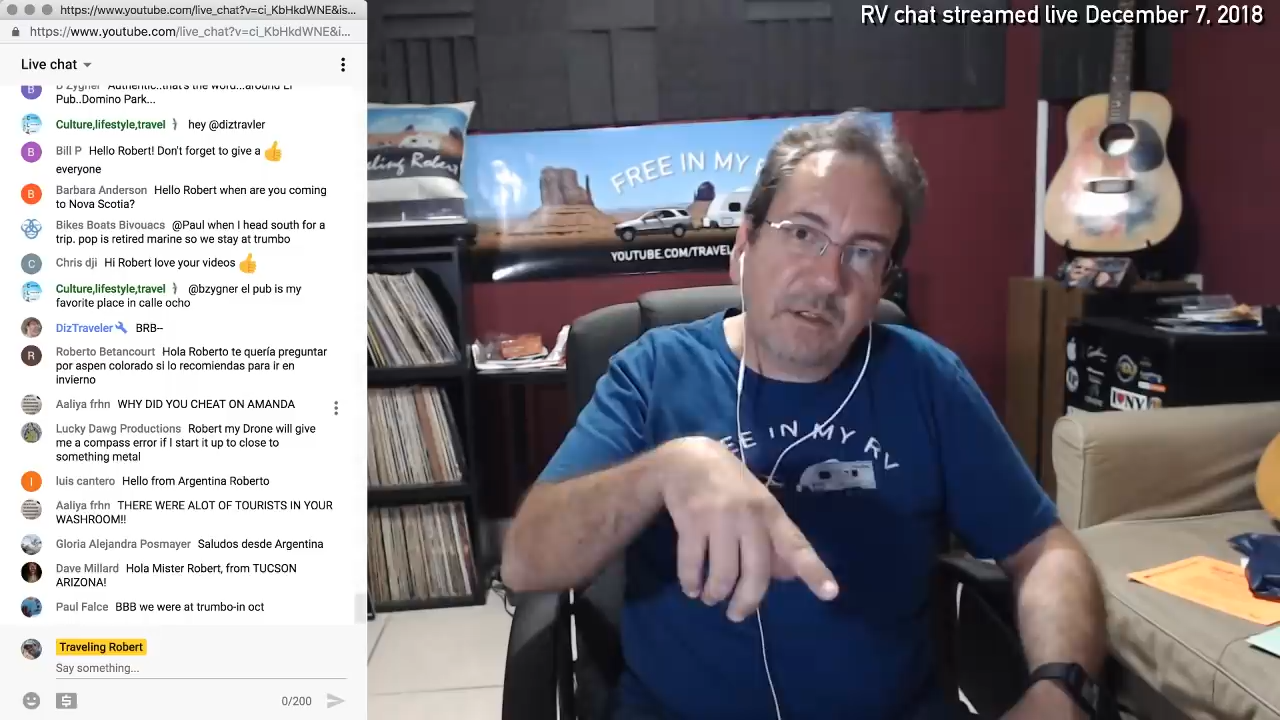 https://www.youtube.com/live_chat?v=ci_KbHkdWNE&is...
https://www.youtube.com/live_chat?v=ci_KbHkdWNE&i...
Live chat
B Zygner Authentic..that's the word...around El
Pub..Domino Park...
Culture,lifestyle,travel hey @diztravler
Bill P Hello Robert! Don't forget to give a 👍
everyone
Barbara Anderson Hello Robert when are you coming
to Nova Scotia?
Bikes Boats Bivouacs @Paul when I head south for a
trip. pop is retired marine so we stay at trumbo
Chris dji Hi Robert love your videos 👍
Culture,lifestyle,travel @bzygner el pub is my
favorite place in calle ocho
DizTraveler BRB--
Roberto Betancourt Hola Roberto te quería preguntar
por aspen colorado si lo recomiendas para ir en
invierno
Aaliya frhn WHY DID YOU CHEAT ON AMANDA
Lucky Dawg Productions Robert my Drone will give
me a compass error if I start it up to close to
something metal
luis cantero Hello from Argentina Roberto
Aaliya frhn THERE WERE ALOT OF TOURISTS IN YOUR
WASHROOM!!
Gloria Alejandra Posmayer Saludos desde Argentina
Dave Millard Hola Mister Robert, from TUCSON
ARIZONA!
Paul Falce BBB we were at trumbo-in oct
Traveling Robert
Say something...
0/200
RV chat streamed live December 7, 2018
eling Robert
FREE IN MY
YOUTUBE.COM/TRAVEL
EE IN MY RV
I NY